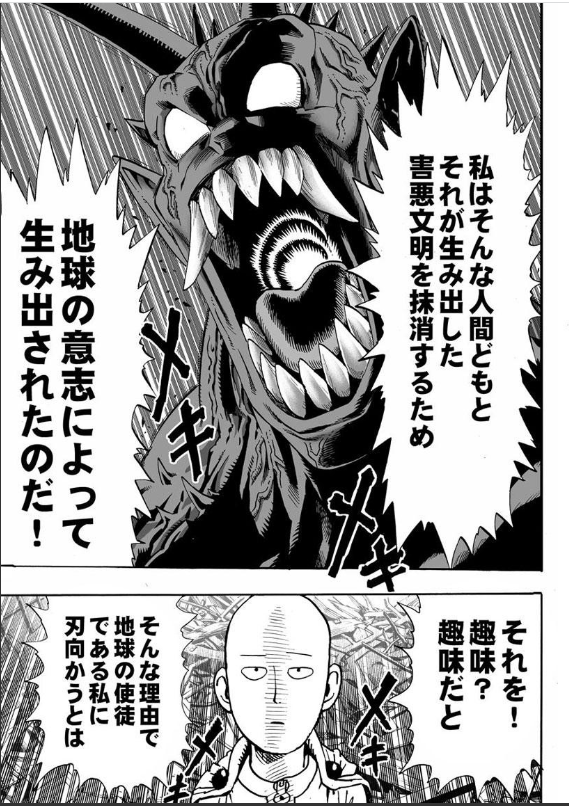 私はそんな人間どもと
それが生み出した
害悪文明を抹消するため
地球の意志によって
生み出されたのだ！
メキ
メキ
それを！
趣味？
趣味だと
そんな理由で
地球の使徒
である私に
刃向かうとは
メキ
メキ